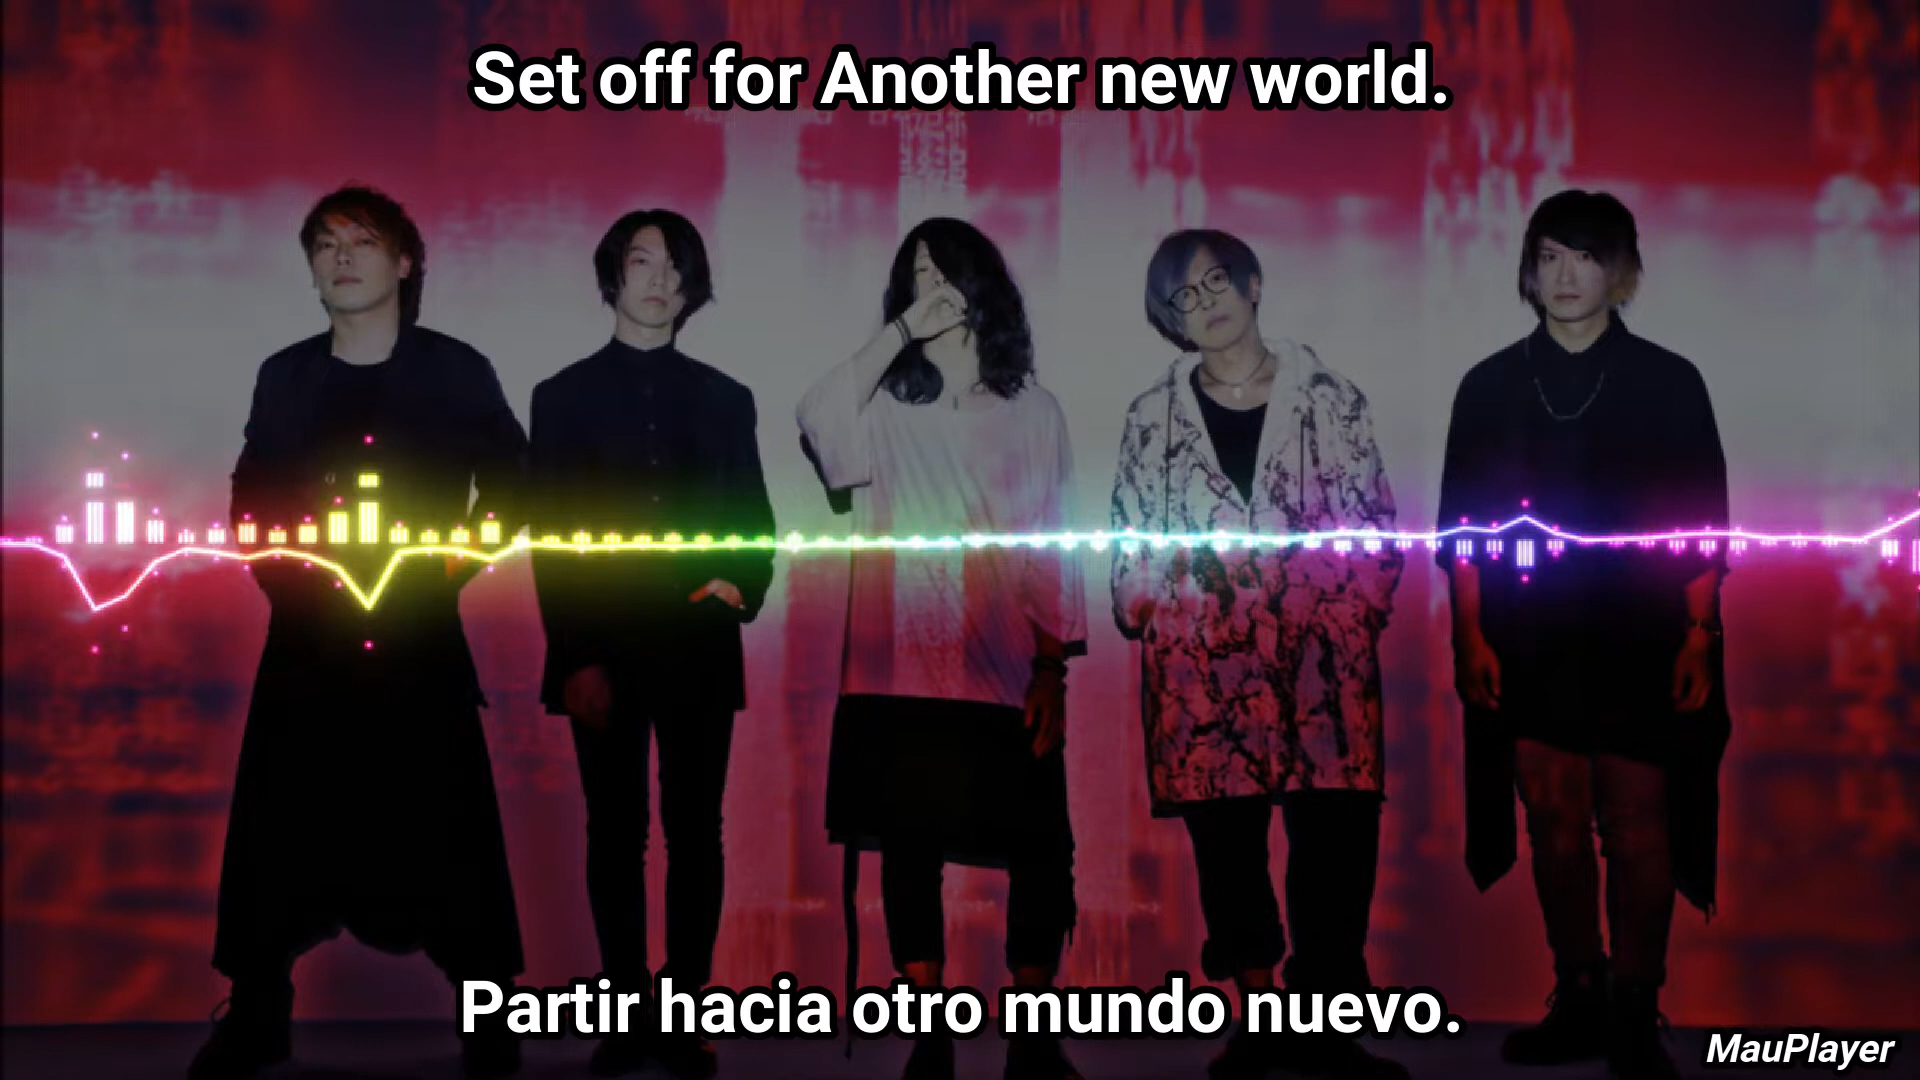 Set off for Another new world.
Partir hacia otro mundo nuevo.
MauPlayer